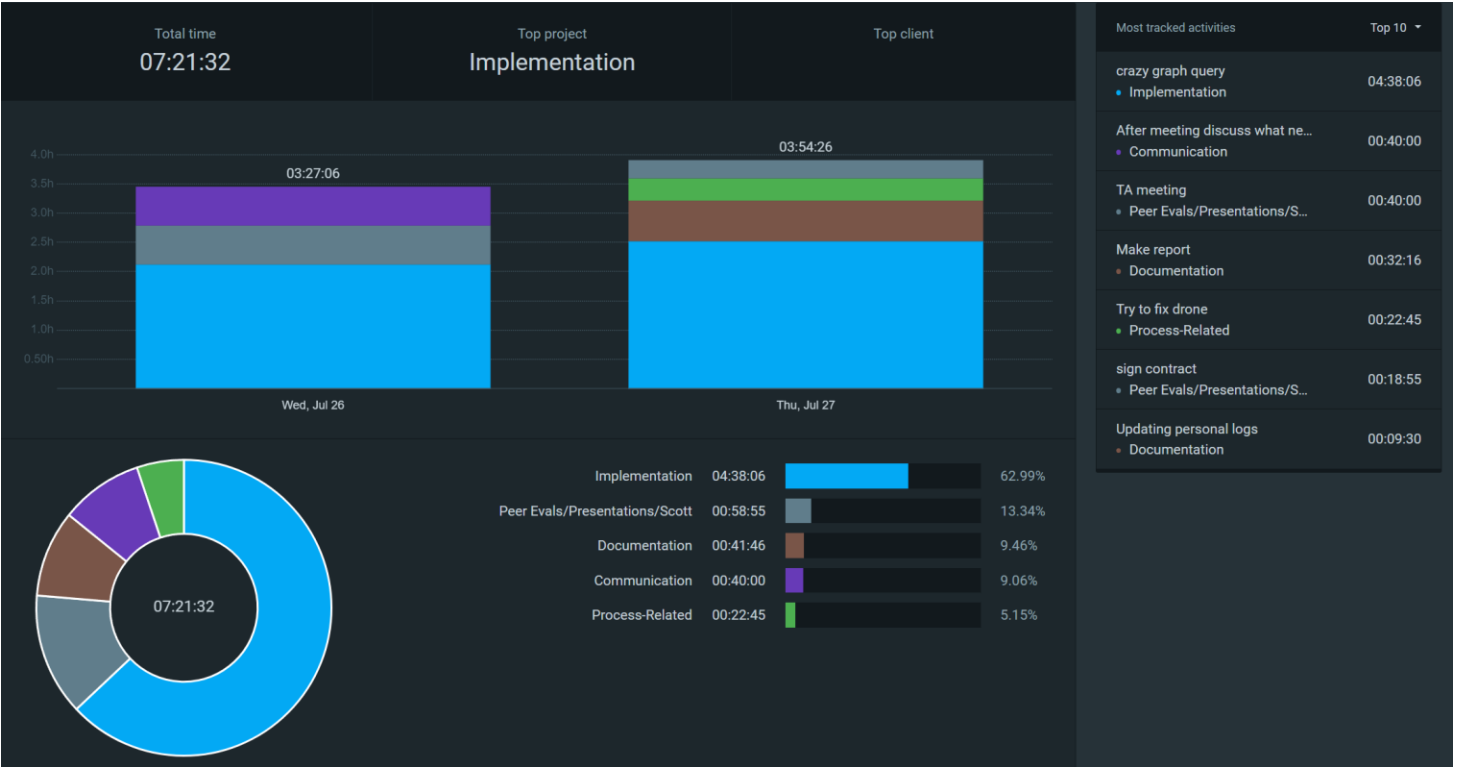 Total time
07:21:32
Top project
Implementation
Top client
4.0h
3.5h
3.0h
2.5h
2.0h
1.5h
1.0h
0.50h
03:27:06
03:54:26
Wed, Jul 26
Thu, Jul 27
07:21:32
Implementation 04:38:06 62.99%
Peer Evals/Presentations/Scott 00:58:55 13.34%
Documentation 00:41:46 9.46%
Communication 00:40:00 9.06%
Process-Related 00:22:45 5.15%
Most tracked activities Top 10
crazy graph query 04:38:06
Implementation
After meeting discuss what ne... 00:40:00
Communication
TA meeting 00:40:00
Peer Evals/Presentations/S...
Make report 00:32:16
Documentation
Try to fix drone 00:22:45
Process-Related
sign contract 00:18:55
Peer Evals/Presentations/S...
Updating personal logs 00:09:30
Documentation